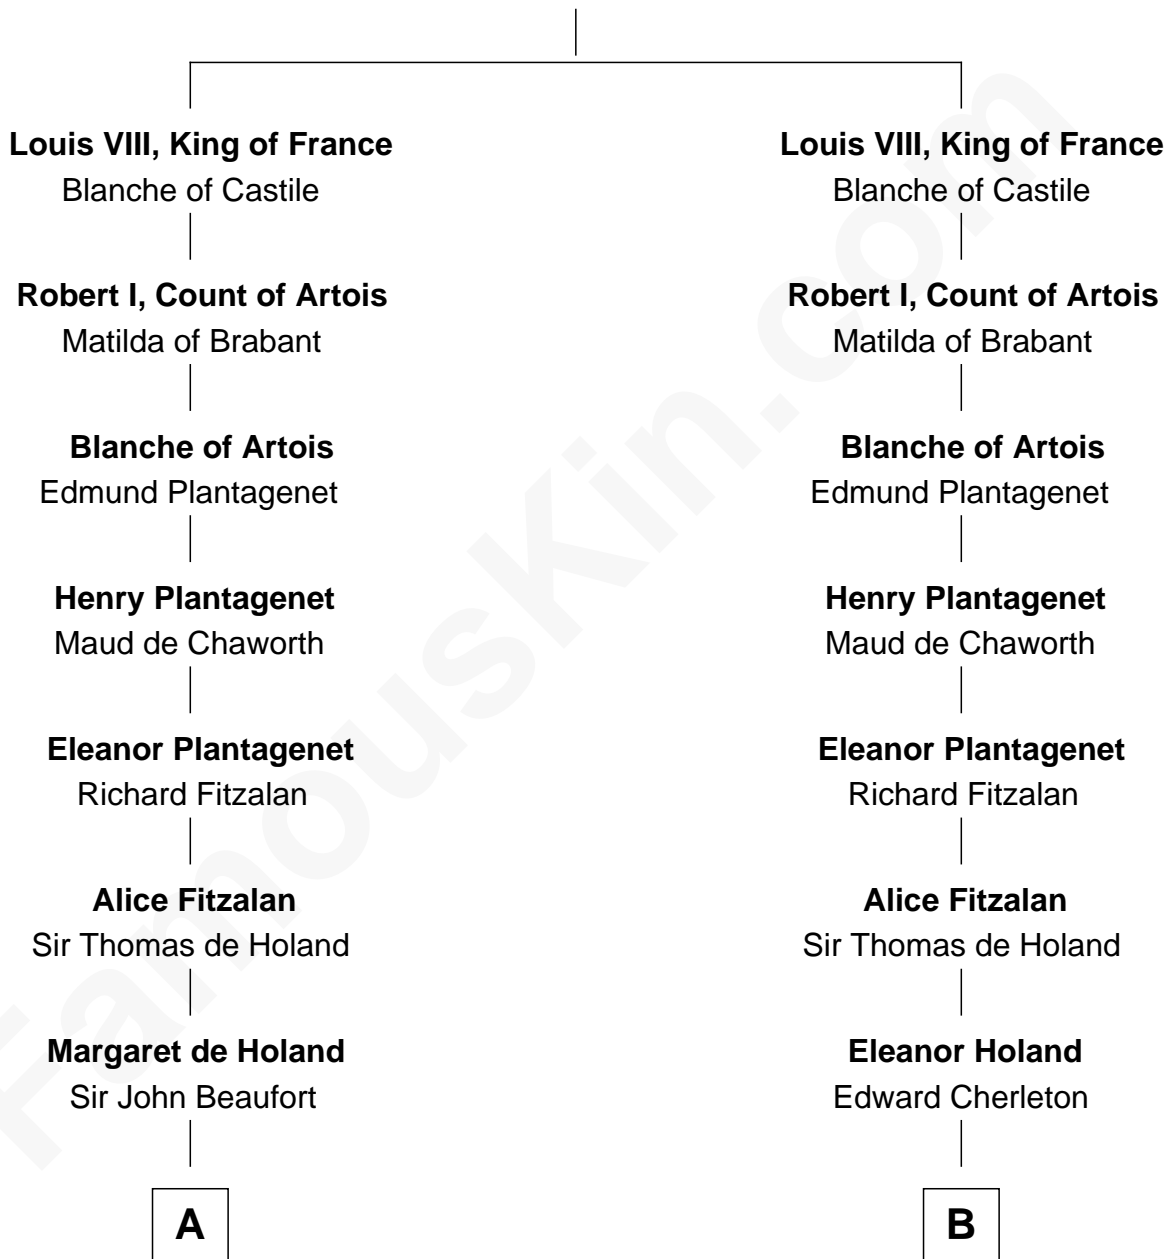 Louis VIII, King of France
Blanche of Castile
Louis VIII, King of France
Blanche of Castile
Robert I, Count of Artois
Matilda of Brabant
Robert I, Count of Artois
Matilda of Brabant
Blanche of Artois
Edmund Plantagenet
Blanche of Artois
Edmund Plantagenet
Henry Plantagenet
Maud de Chaworth
Henry Plantagenet
Maud de Chaworth
Eleanor Plantagenet
Richard Fitzalan
Eleanor Plantagenet
Richard Fitzalan
Alice Fitzalan
Sir Thomas de Holand
Alice Fitzalan
Sir Thomas de Holand
Margaret de Holand
Sir John Beaufort
Eleanor Holand
Edward Cherleton
A
B
FamousKin.com